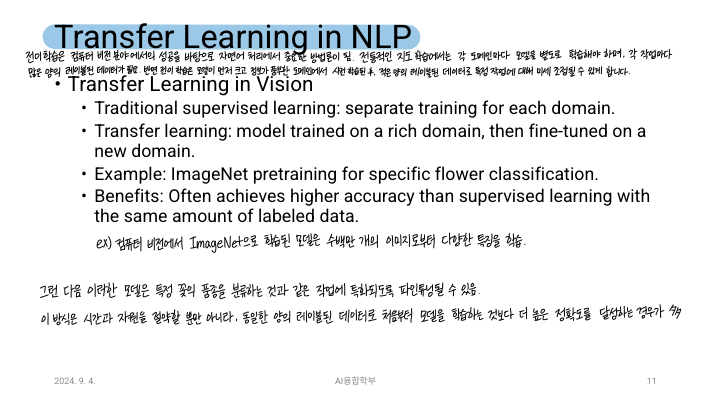 Transfer Learning in NLP
전이학습은 컴퓨터 비전 분야에서의 성공을 바탕으로 자연어 처리에서 중요한 방법론이 됨. 전통적인 지도 학습에서는 각 도메인마다 모델을 별도로 학습해야 하며, 각 작업마다
많은 양의 레이블된 데이터가 필요. 반면 전이 학습은 모델이 먼저 크고 정보가 풍부한 도메인에서 사전 학습된 후, 적은 양의 레이블된 데이터로 특정 작업에 대해 미세 조정될 수 있게 합니다.
• Transfer Learning in Vision
• Traditional supervised learning: separate training for each domain.
• Transfer learning: model trained on a rich domain, then fine-tuned on a
new domain.
• Example: ImageNet pretraining for specific flower classification.
• Benefits: Often achieves higher accuracy than supervised learning with
the same amount of labeled data.
ex) 컴퓨터 비전에서 ImageNet으로 학습된 모델은 수백만 개의 이미지로부터 다양한 특징을 학습.
그런 다음 이러한 모델은 특정 꽃의 품종을 분류하는 것과 같은 작업에 특화되도록 파인튜닝될 수 있음.
이 방식은 시간과 자원을 절약할 뿐만 아니라, 동일한 양의 레이블된 데이터로 처음부터 모델을 학습하는 것보다 더 높은 정확도를 달성하는 경우가
2024. 9. 4.
AI융합학부
11